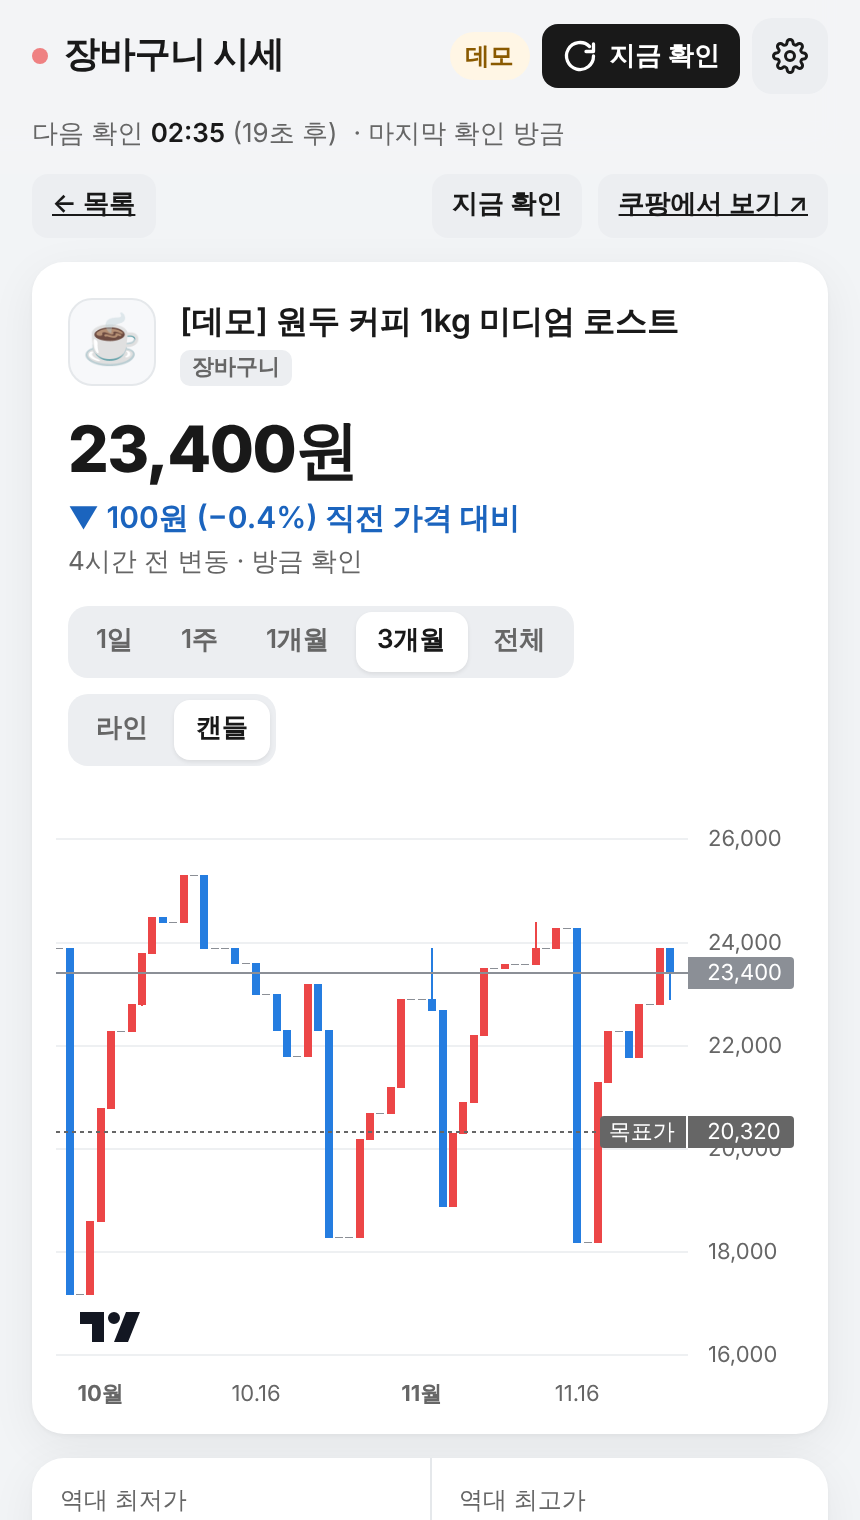 장바구니 시세
데모
지금 확인
다음 확인 02:35 (19초 후) · 마지막 확인 방금
← 목록
지금 확인
쿠팡에서 보기 ↗
[데모] 원두 커피 1kg 미디엄 로스트
장바구니
23,400원
▼ 100원 (−0.4%) 직전 가격 대비
4시간 전 변동 · 방금 확인
1일 1주 1개월 3개월 전체
라인 캔들
26,000
24,000
23,400
22,000
목표가 20,320
20,000
18,000
16,000
10월 10.16 11월 11.16
역대 최저가 역대 최고가